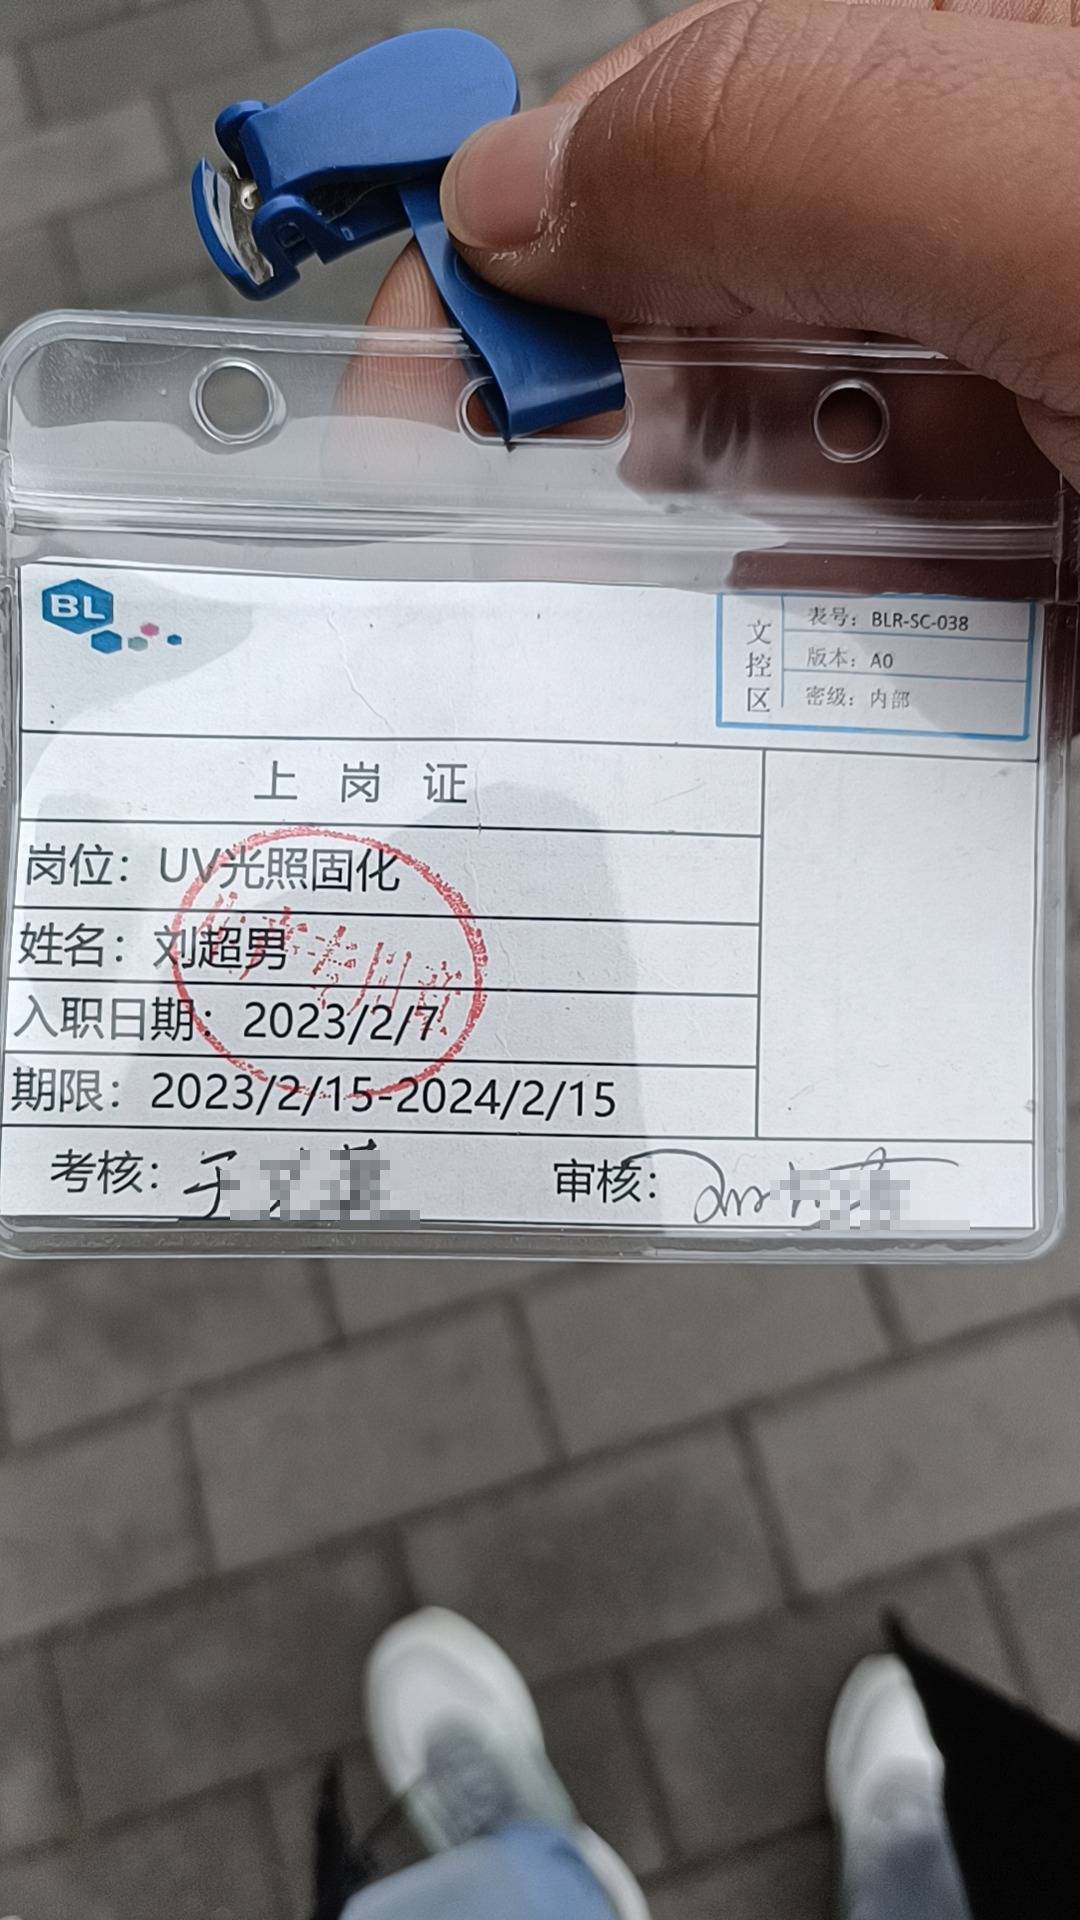 BL
文控区
表号：BLR-SC-038
版本：A0
密级：内部
上 岗 证
岗位：UV光照固化
姓名：刘超男
入职日期：2023/2/7
期限：2023/2/15-2024/2/15
考核：于
审核：